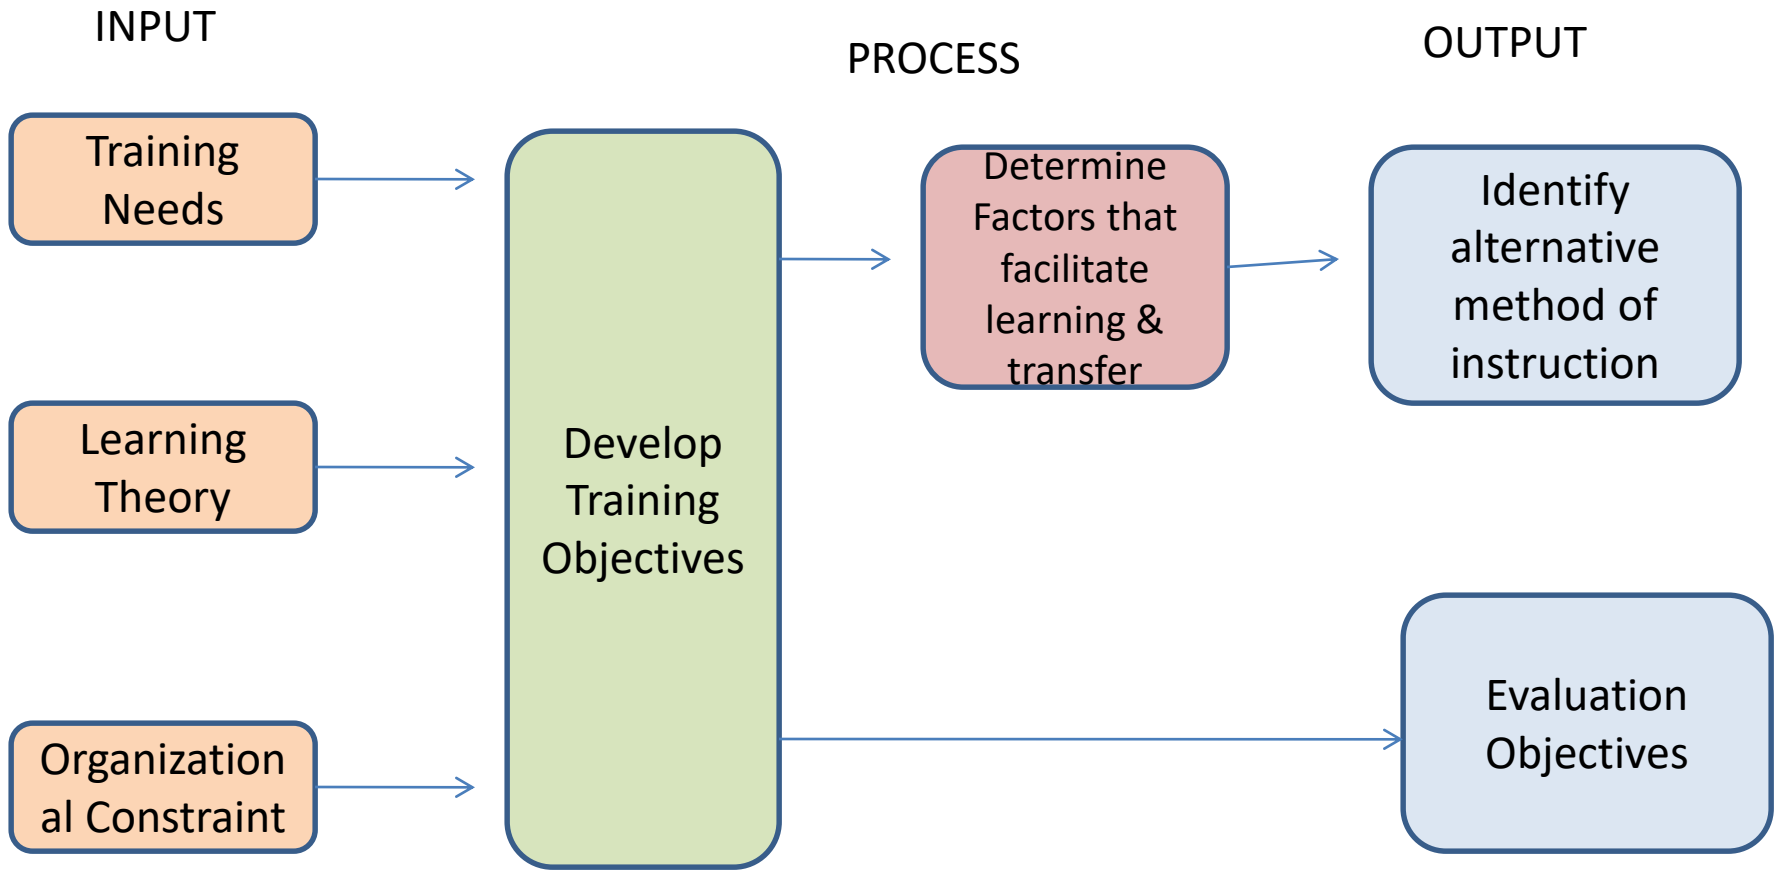 INPUT
PROCESS
OUTPUT
Training
Needs
Learning
Theory
Organization
al Constraint
Develop
Training
Objectives
Determine
Factors that
facilitate
learning &
transfer
Identify
alternative
method of
instruction
Evaluation
Objectives